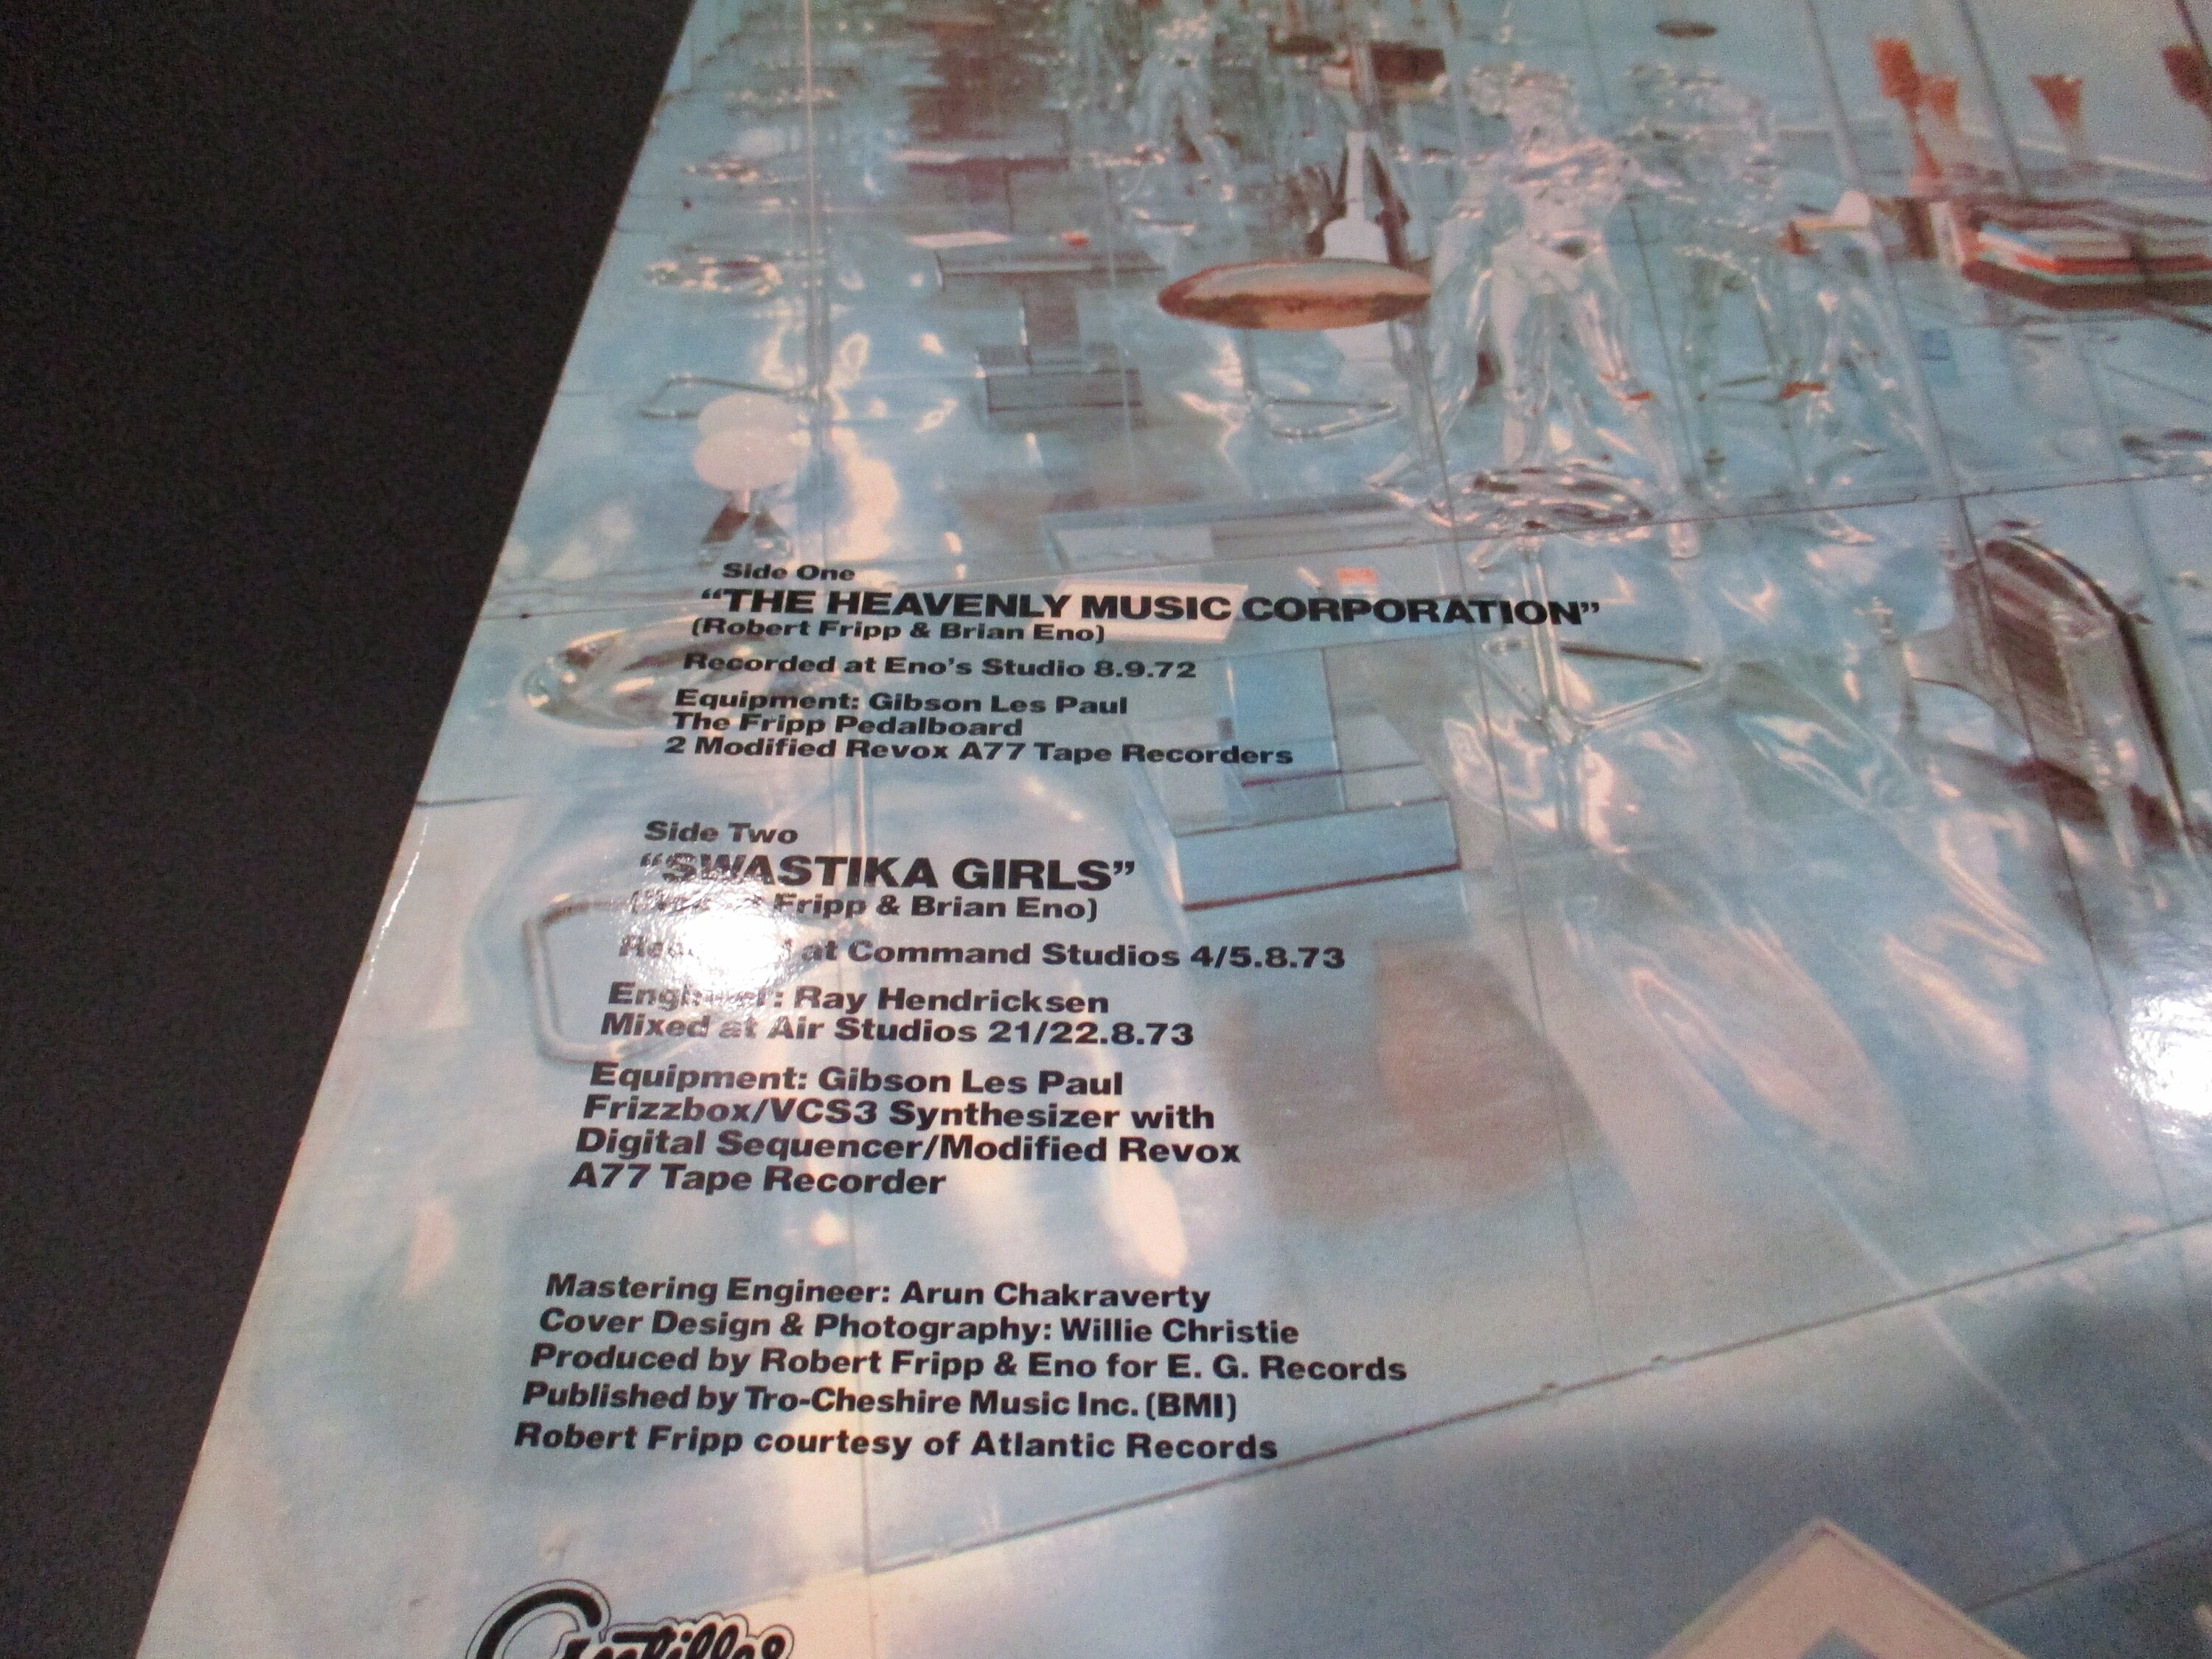 Side One
"THE HEAVENLY MUSIC CORPORATION"
(Robert Fripp & Brian Eno)
Recorded at Eno's Studio 8.9.72
Equipment: Gibson Les Paul
The Fripp Pedalboard
2 Modified Revox A77 Tape Recorders
Side Two
"SWASTIKA GIRLS"
Fripp & Brian Eno)
at Command Studios 4/5.8.73
Engineer: Ray Hendricksen
Mixed at Air Studios 21/22.8.73
Equipment: Gibson Les Paul
Frizzbox/VCS3 Synthesizer with
Digital Sequencer/Modified Revox
A77 Tape Recorder
Mastering Engineer: Arun Chakraverty
Cover Design & Photography: Willie Christie
Produced by Robert Fripp & Eno for E. G. Records
Published by Tro-Cheshire Music Inc. (BMI)
Robert Fripp courtesy of Atlantic Records